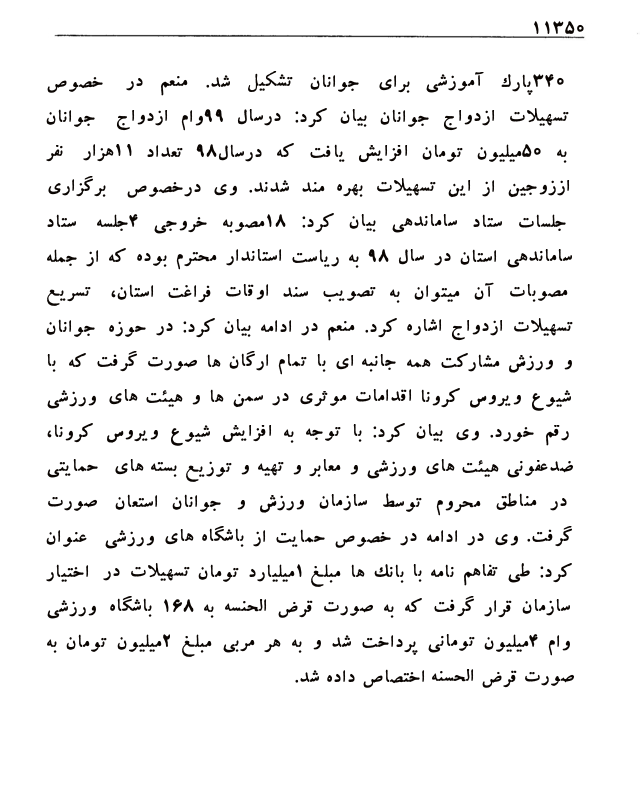 ۱۱۳۵۰
۳۴۰پارك آموزشی برای جوانان تشکیل شد. منعم در خصوص
تسهیلات ازدواج جوانان بیان کرد: درسال ۹۹وام ازدواج جوانان
به ۵۰میلیون تومان افزایش یافت که درسال۹۸ تعداد ۱۱هزار نفر
اززوجین از این تسهیلات بهره مند شدند. وی درخصوص برگزاری
جلسات ستاد ساماندهی بیان کرد: ۱۸مصوبه خروجی ۴جلسه ستاد
ساماندهی استان در سال ۹۸ به ریاست استاندار محترم بوده که از جمله
مصوبات آن میتوان به تصویب سند اوقات فراغت استان، تسریع
تسهیلات ازدواج اشاره کرد. منعم در ادامه بیان کرد: در حوزه جوانان
و ورزش مشارکت همه جانبه ای با تمام ارگان ها صورت گرفت که با
شیوع ویروس کرونا اقدامات موثری در سمن ها و هیئت های ورزشی
رقم خورد. وی بیان کرد: با توجه به افزایش شیوع ویروس کرونا،
ضدعفونی هیئت های ورزشی و معابر و تهیه و توزیع بسته های حمایتی
در مناطق محروم توسط سازمان ورزش و جوانان استعان صورت
گرفت. وی در ادامه در خصوص حمایت از باشگاه های ورزشی عنوان
کرد: طی تفاهم نامه با بانك ها مبلغ ۱میلیارد تومان تسهیلات در اختیار
سازمان قرار گرفت که به صورت قرض الحنسه به ۱۶۸ باشگاه ورزشی
وام ۴میلیون تومانی پرداخت شد و به هر مربی مبلغ ۲میلیون تومان به
صورت قرض الحسنه اختصاص داده شد.